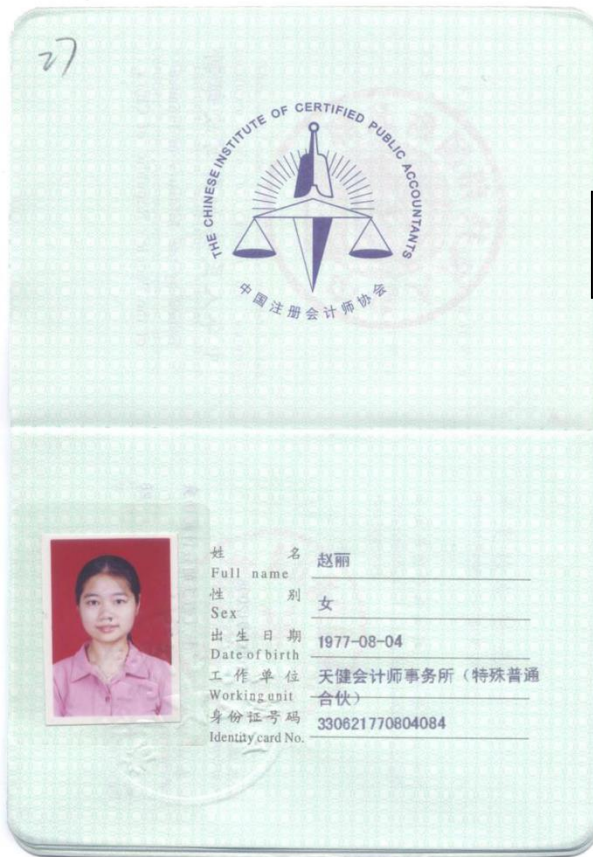 27
THE CHINESE INSTITUTE OF CERTIFIED PUBLIC ACCOUNTANTS
中国注册会计师协会
姓 名 赵丽
Full name
性 别 女
Sex
出生日期 1977-08-04
Date of birth
工作单位 天健会计师事务所（特殊普通
Working unit 合伙）
身份证号码 330621770804084
Identity card No.